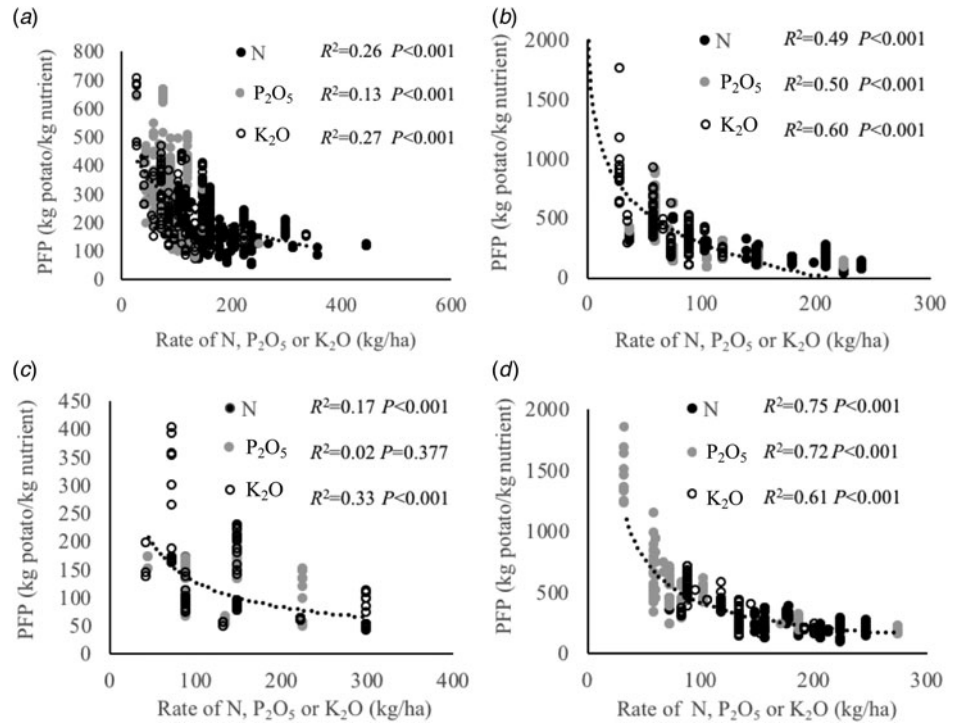 (a)
800
700
600
500
400
300
200
100
0
PFP (kg potato/kg nutrient)
N R²=0.26 P<0.001
P₂O₅ R²=0.13 P<0.001
K₂O R²=0.27 P<0.001
0 200 400 600
Rate of N, P₂O₅ or K₂O (kg/ha)
(b)
2000
1500
1000
500
0
PFP (kg potato/kg nutrient)
N R²=0.49 P<0.001
P₂O₅ R²=0.50 P<0.001
K₂O R²=0.60 P<0.001
0 100 200 300
Rate of N, P₂O₅ or K₂O (kg/ha)
(c)
450
400
350
300
250
200
150
100
50
0
PFP (kg potato/kg nutrient)
N R²=0.17 P<0.001
P₂O₅ R²=0.02 P=0.377
K₂O R²=0.33 P<0.001
0 100 200 300 400
Rate of N, P₂O₅ or K₂O (kg/ha)
(d)
2000
1500
1000
500
0
PFP (kg potato/kg nutrient)
N R²=0.75 P<0.001
P₂O₅ R²=0.72 P<0.001
K₂O R²=0.61 P<0.001
0 100 200 300
Rate of N, P₂O₅ or K₂O (kg/ha)